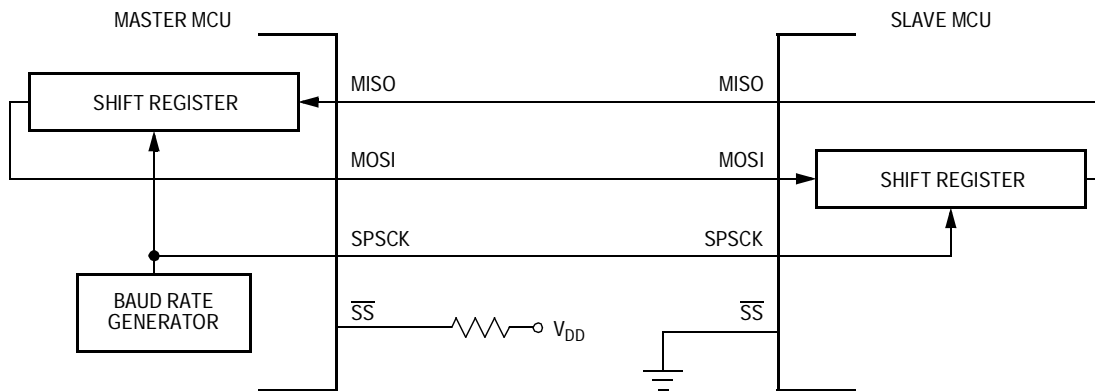 MASTER MCU
SLAVE MCU
SHIFT REGISTER
MISO
MISO
MOSI
MOSI
SHIFT REGISTER
SPSCK
SPSCK
BAUD RATE
GENERATOR
SS
VDD
SS